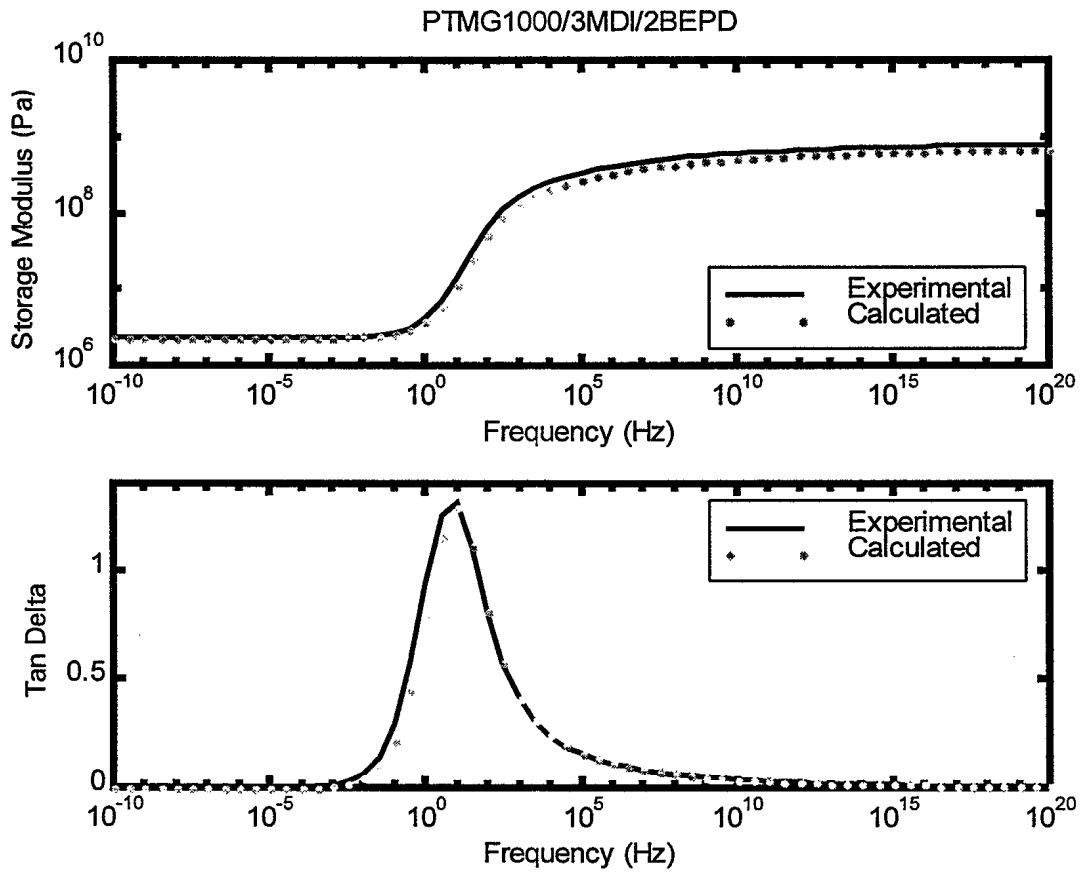 PTMG1000/3MDI/2BEPD
Storage Modulus (Pa)
10^10
10^8
10^6
Experimental
Calculated
10^-10 10^-5 10^0 10^5 10^10 10^15 10^20
Frequency (Hz)
Tan Delta
1
0.5
0
Experimental
Calculated
10^-10 10^-5 10^0 10^5 10^10 10^15 10^20
Frequency (Hz)